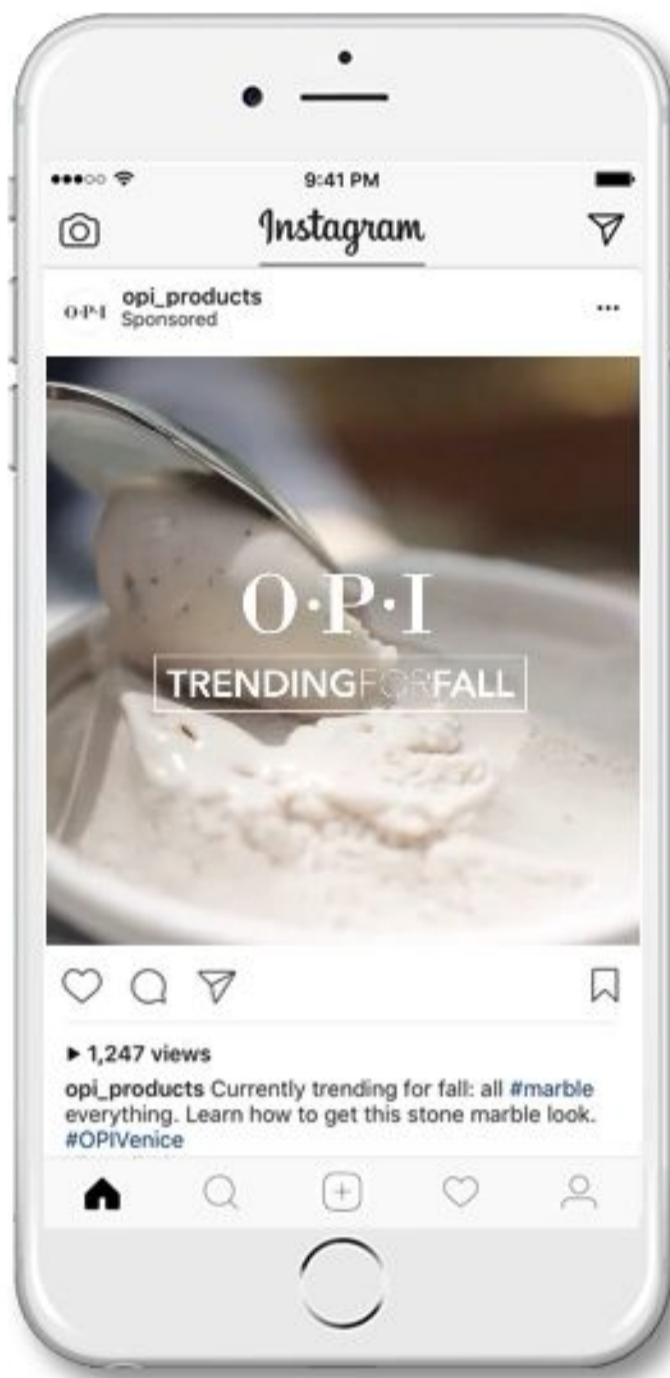 9:41 PM
Instagram
O·P·I
opi_products
Sponsored
O·P·I
TRENDINGFORFALL
▶ 1,247 views
opi_products Currently trending for fall: all #marble
everything. Learn how to get this stone marble look.
#OPIVenice